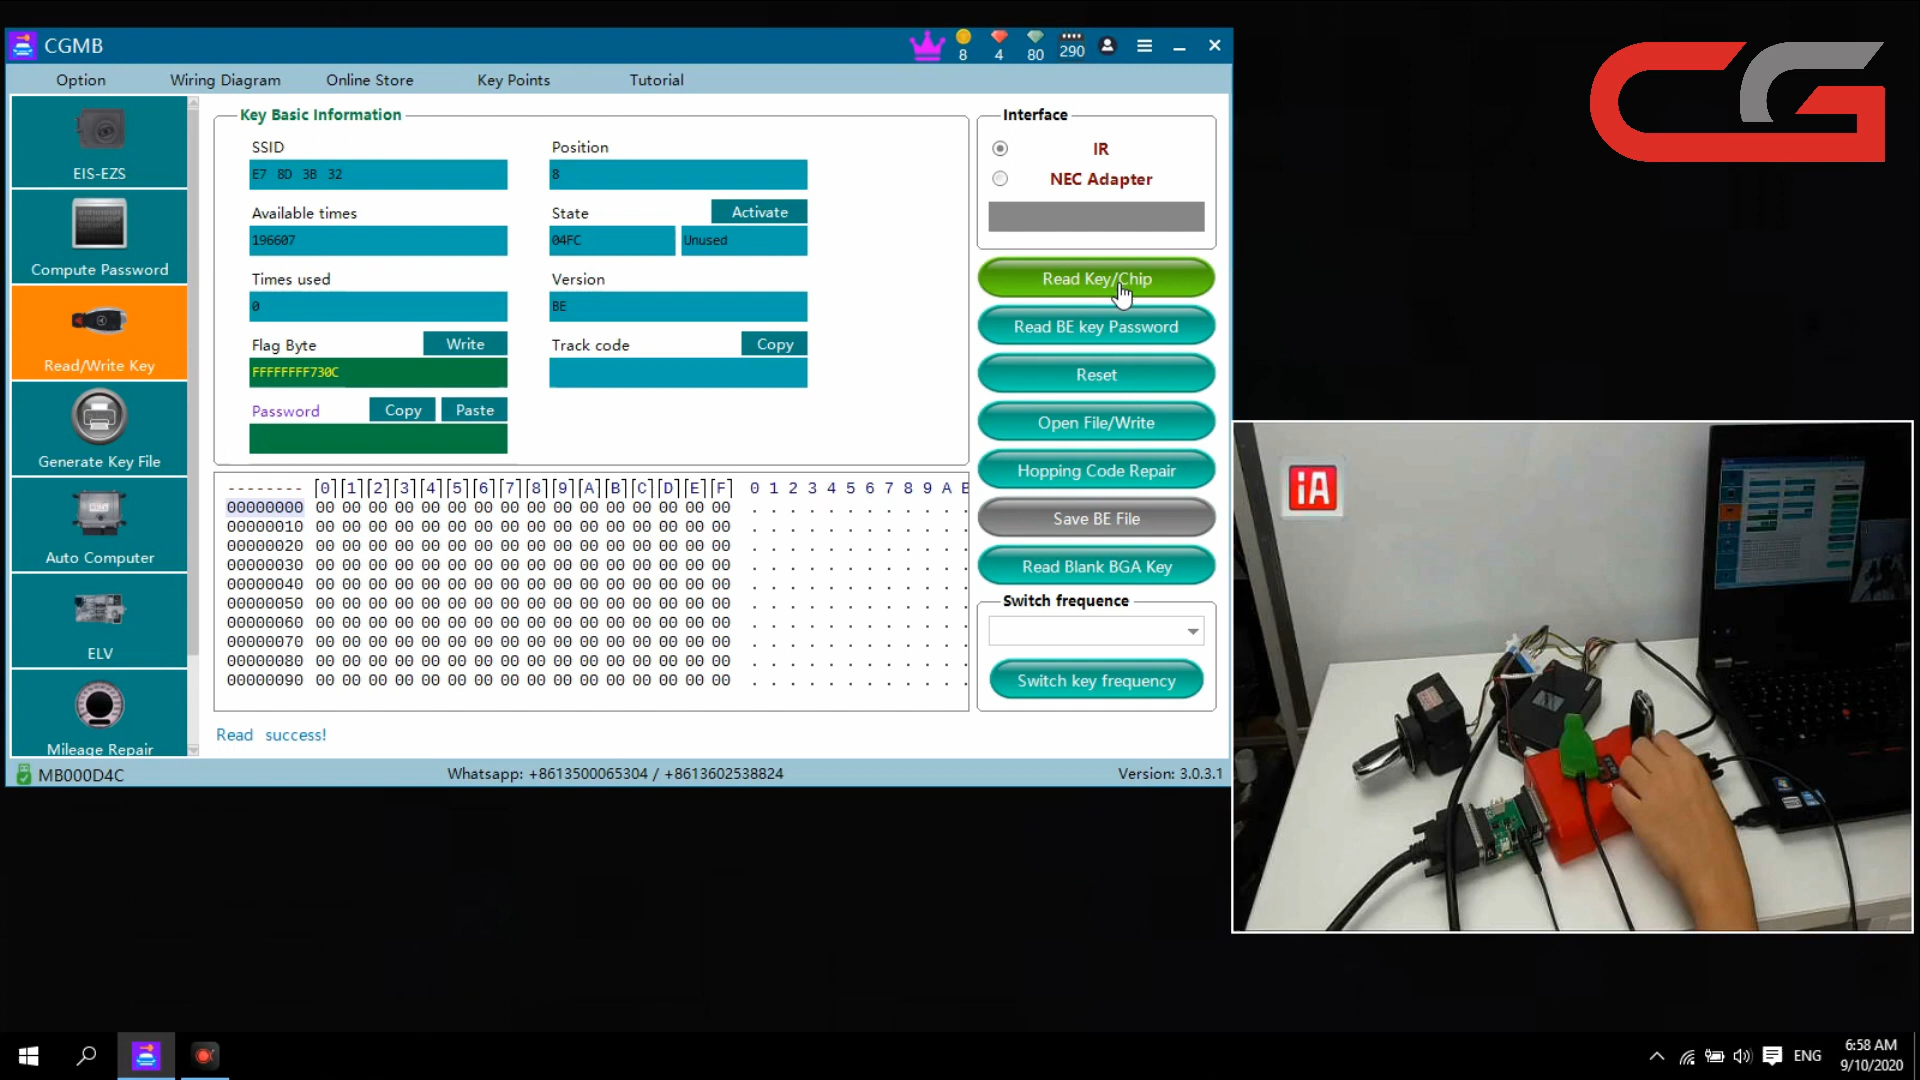 CGMB
8 4 80 290
Option Wiring Diagram Online Store Key Points Tutorial
EIS-EZS
Compute Password
Read/Write Key
Generate Key File
Auto Computer
ELV
Mileage Repair
Key Basic Information
SSID
E7 8D 3B 32
Position
8
Available times
196607
State Activate
04FC Unused
Times used
0
Version
BE
Flag Byte Write
FFFFFFFF730C
Track code Copy
Password Copy Paste
-------- [0][1][2][3][4][5][6][7][8][9][A][B][C][D][E][F] 0 1 2 3 4 5 6 7 8 9 A B
00000000 00 00 00 00 00 00 00 00 00 00 00 00 00 00 00 00 . . . . . . . . . . . .
00000010 00 00 00 00 00 00 00 00 00 00 00 00 00 00 00 00 . . . . . . . . . . . .
00000020 00 00 00 00 00 00 00 00 00 00 00 00 00 00 00 00 . . . . . . . . . . . .
00000030 00 00 00 00 00 00 00 00 00 00 00 00 00 00 00 00 . . . . . . . . . . . .
00000040 00 00 00 00 00 00 00 00 00 00 00 00 00 00 00 00 . . . . . . . . . . . .
00000050 00 00 00 00 00 00 00 00 00 00 00 00 00 00 00 00 . . . . . . . . . . . .
00000060 00 00 00 00 00 00 00 00 00 00 00 00 00 00 00 00 . . . . . . . . . . . .
00000070 00 00 00 00 00 00 00 00 00 00 00 00 00 00 00 00 . . . . . . . . . . . .
00000080 00 00 00 00 00 00 00 00 00 00 00 00 00 00 00 00 . . . . . . . . . . . .
00000090 00 00 00 00 00 00 00 00 00 00 00 00 00 00 00 00 . . . . . . . . . . . .
Read success!
Interface
IR
NEC Adapter
Read Key/Chip
Read BE key Password
Reset
Open File/Write
Hopping Code Repair
Save BE File
Read Blank BGA Key
Switch frequence
Switch key frequency
MB000D4C Whatsapp: +8613500065304 / +8613602538824 Version: 3.0.3.1
CG
iA
ENG
6:58 AM
9/10/2020